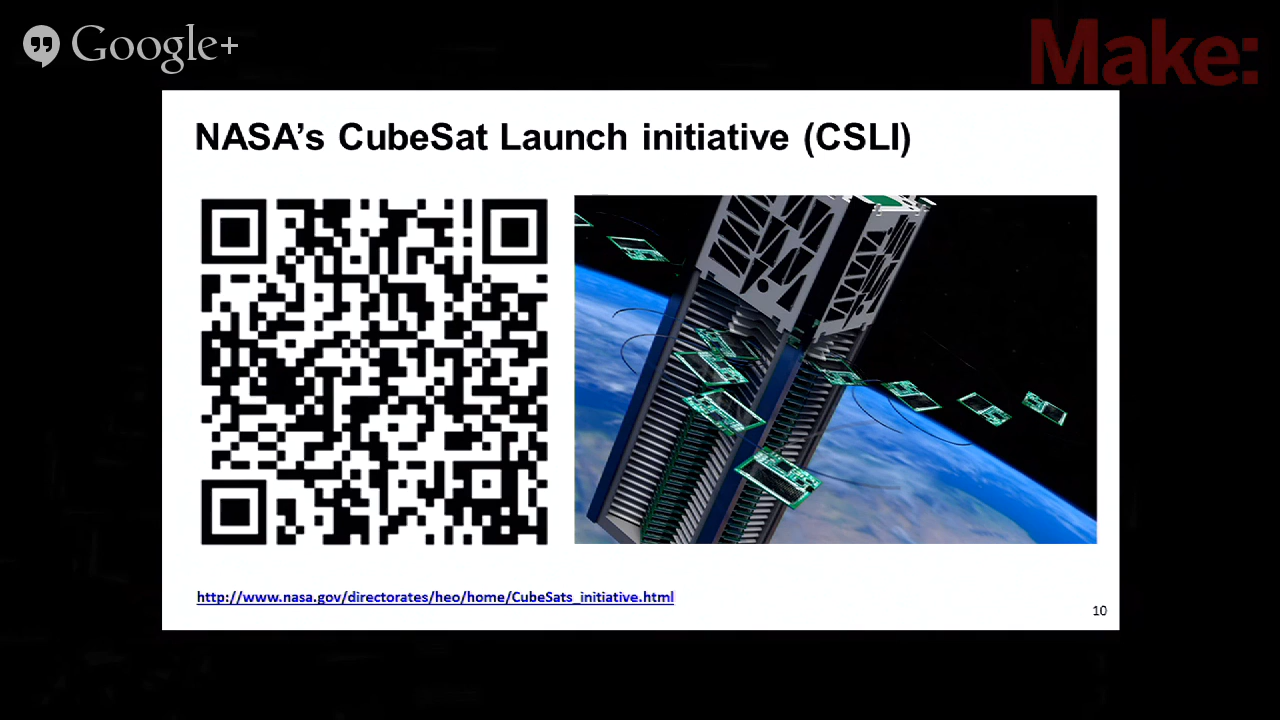 Google+
Make:
NASA's CubeSat Launch initiative (CSLI)
http://www.nasa.gov/directorates/heo/home/CubeSats_initiative.html
10